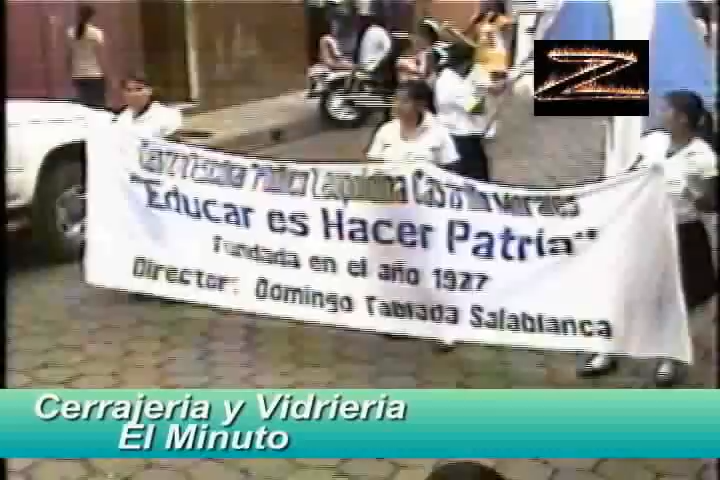 Z
"Educar es Hacer Patria"
Fundada en el año 1927
Director: Domingo Tablada Salablanca
Cerrajeria y Vidrieria
El Minuto